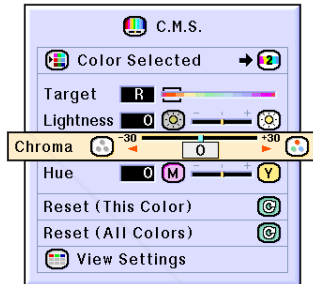 C.M.S.
Color Selected 2
Target R
Lightness 0 - +
Chroma -30 0 +30
Hue 0 M - + Y
Reset (This Color)
Reset (All Colors)
View Settings